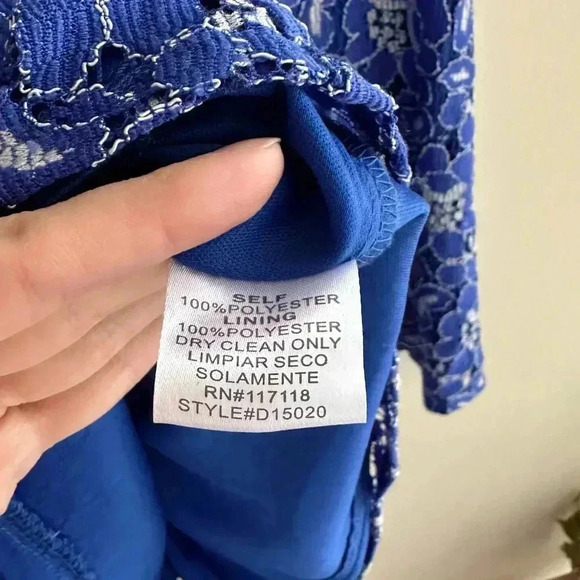 SELF
100%POLYESTER
LINING
100%POLYESTER
DRY CLEAN ONLY
LIMPIAR SECO
SOLAMENTE
RN#117118
STYLE#D15020